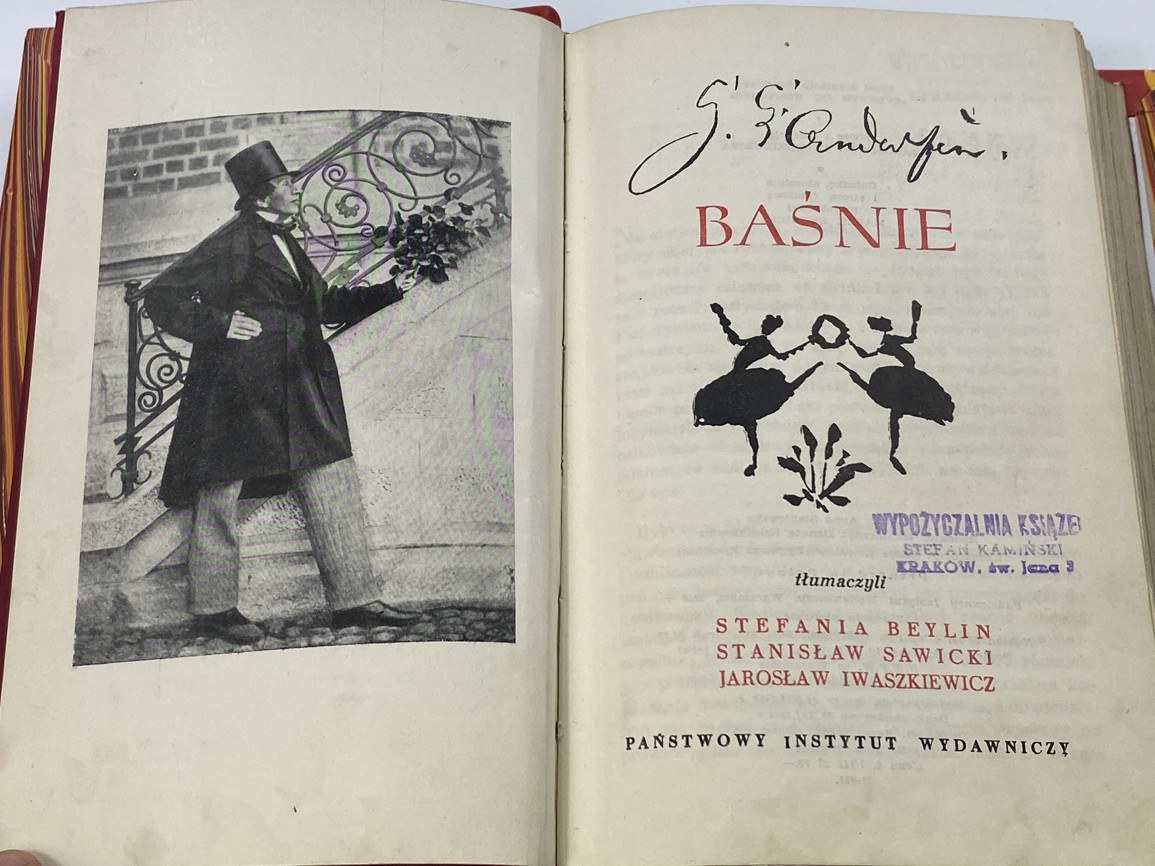 BAŚNIE
WYPOŻYCZALNIA KSIĄŻEK
STEFAN KAMIŃSKI
KRAKÓW, św. Jana 3
tłumaczyli
STEFANIA BEYLIN
STANISŁAW SAWICKI
JAROSŁAW IWASZKIEWICZ
PAŃSTWOWY INSTYTUT WYDAWNICZY